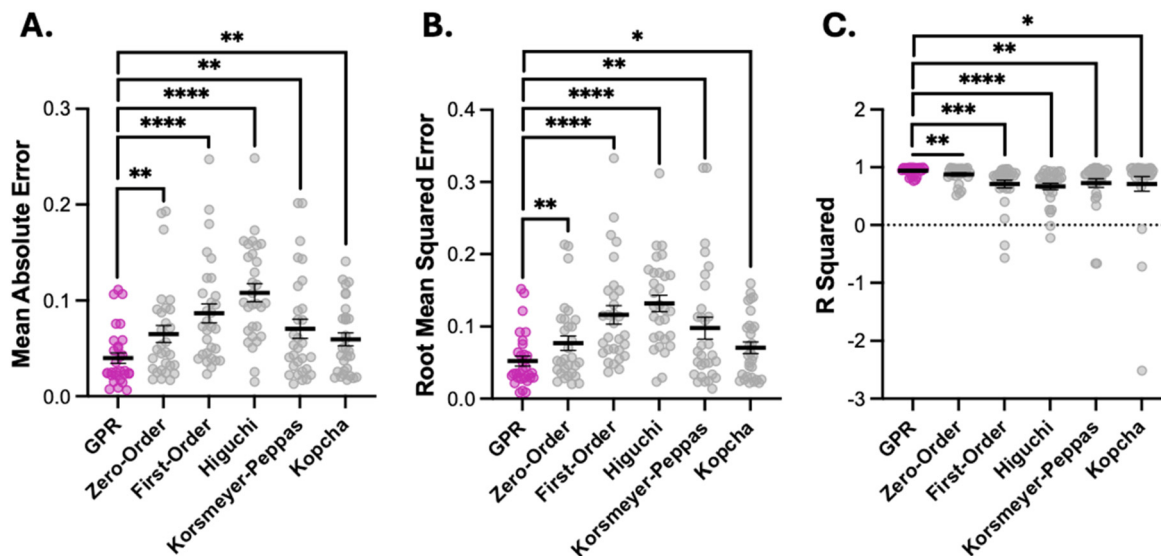 A.
**
**
****
****
**
Mean Absolute Error
0.3
0.2
0.1
0.0
GPR
Zero-Order
First-Order
Higuchi
Korsmeyer-Peppas
Kopcha
B.
*
**
****
****
**
Root Mean Squared Error
0.4
0.3
0.2
0.1
0.0
GPR
Zero-Order
First-Order
Higuchi
Korsmeyer-Peppas
Kopcha
C.
*
**
****
***
**
R Squared
1
0
-1
-2
-3
GPR
Zero-Order
First-Order
Higuchi
Korsmeyer-Peppas
Kopcha